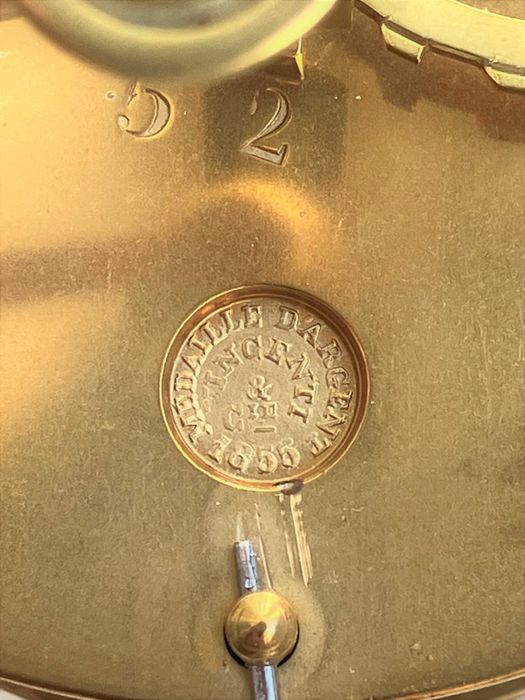 52
MEDAILLE D'ARGENT
VINCENTI
&
CIE
1855